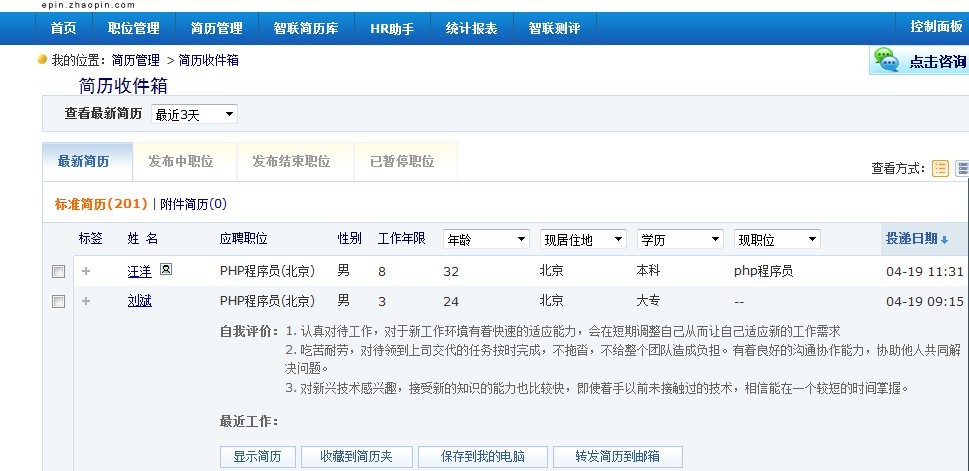 epin.zhaopin.com
首页 职位管理 简历管理 智联简历库 HR助手 统计报表 智联测评 控制面板
我的位置：简历管理 > 简历收件箱
点击咨询
简历收件箱
查看最新简历 最近3天
最新简历 发布中职位 发布结束职位 已暂停职位
查看方式：
标准简历(201) | 附件简历(0)
标签 姓 名 应聘职位 性别 工作年限 年龄 现居住地 学历 现职位 投递日期↓
+ 汪洋 PHP程序员(北京) 男 8 32 北京 本科 php程序员 04-19 11:31
+ 刘斌 PHP程序员(北京) 男 3 24 北京 大专 -- 04-19 09:15
自我评价：1. 认真对待工作，对于新工作环境有着快速的适应能力，会在短期调整自己从而让自己适应新的工作需求
2. 吃苦耐劳，对待领到上司交代的任务按时完成，不拖沓，不给整个团队造成负担。有着良好的沟通协作能力，协助他人共同解
决问题。
3. 对新兴技术感兴趣，接受新的知识的能力也比较快，即使着手以前未接触过的技术，相信能在一个较短的时间掌握。
最近工作：
显示简历 收藏到简历夹 保存到我的电脑 转发简历到邮箱